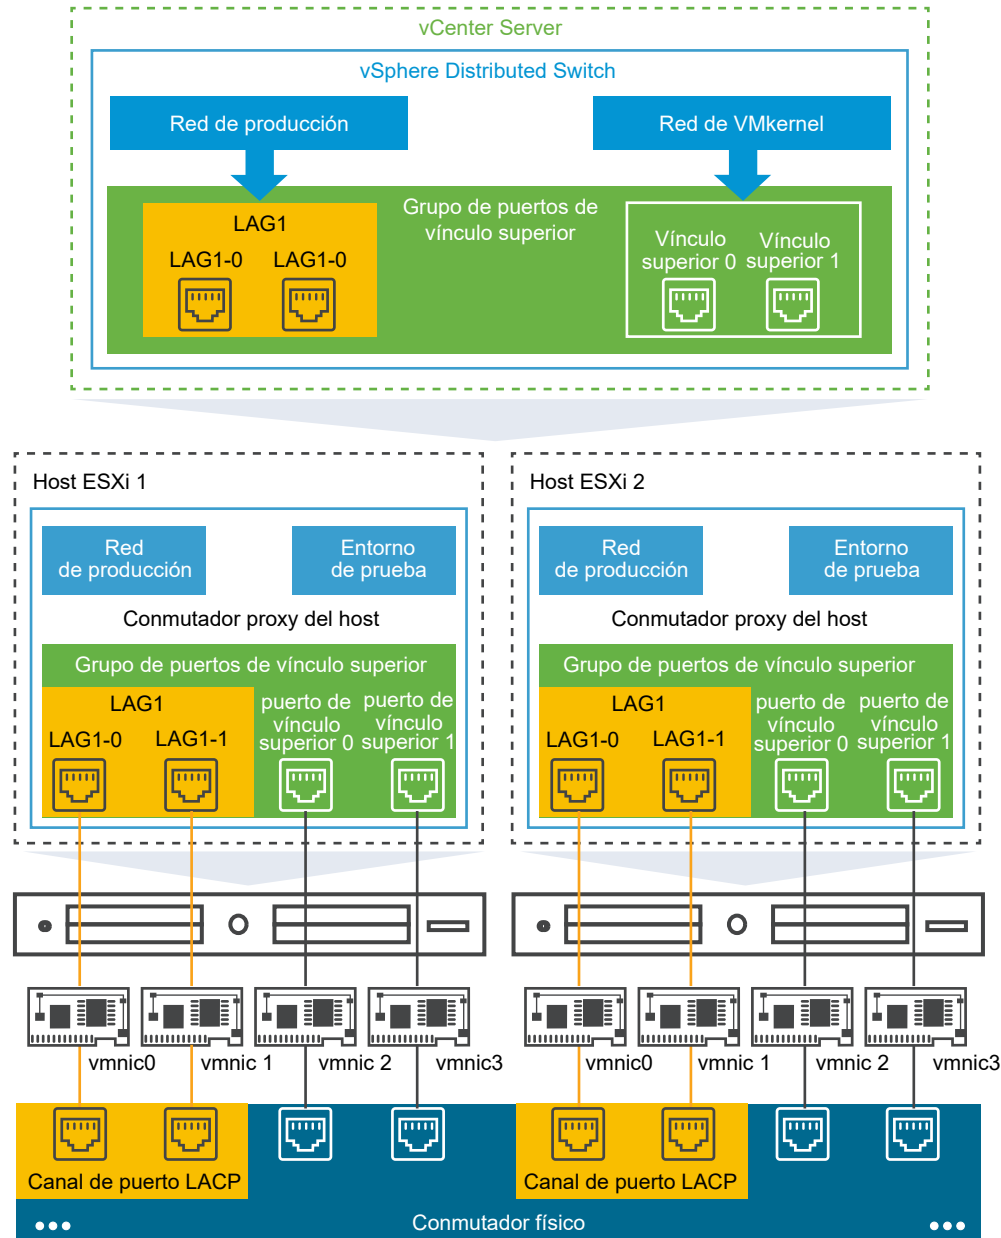 vCenter Server
vSphere Distributed Switch
Red de producción
Red de VMkernel
Grupo de puertos de
vínculo superior
LAG1
LAG1-0
LAG1-0
Vínculo
superior 0
Vínculo
superior 1
Host ESXi 1
Red
de producción
Entorno
de prueba
Conmutador proxy del host
Grupo de puertos de vínculo superior
LAG1
LAG1-0
LAG1-1
puerto de
vínculo
superior 0
puerto de
vínculo
superior 1
Host ESXi 2
Red
de producción
Entorno
de prueba
Conmutador proxy del host
Grupo de puertos de vínculo superior
LAG1
LAG1-0
LAG1-1
puerto de
vínculo
superior 0
puerto de
vínculo
superior 1
vmnic0
vmnic 1
vmnic 2
vmnic3
vmnic0
vmnic 1
vmnic 2
vmnic3
Canal de puerto LACP
Canal de puerto LACP
Conmutador físico